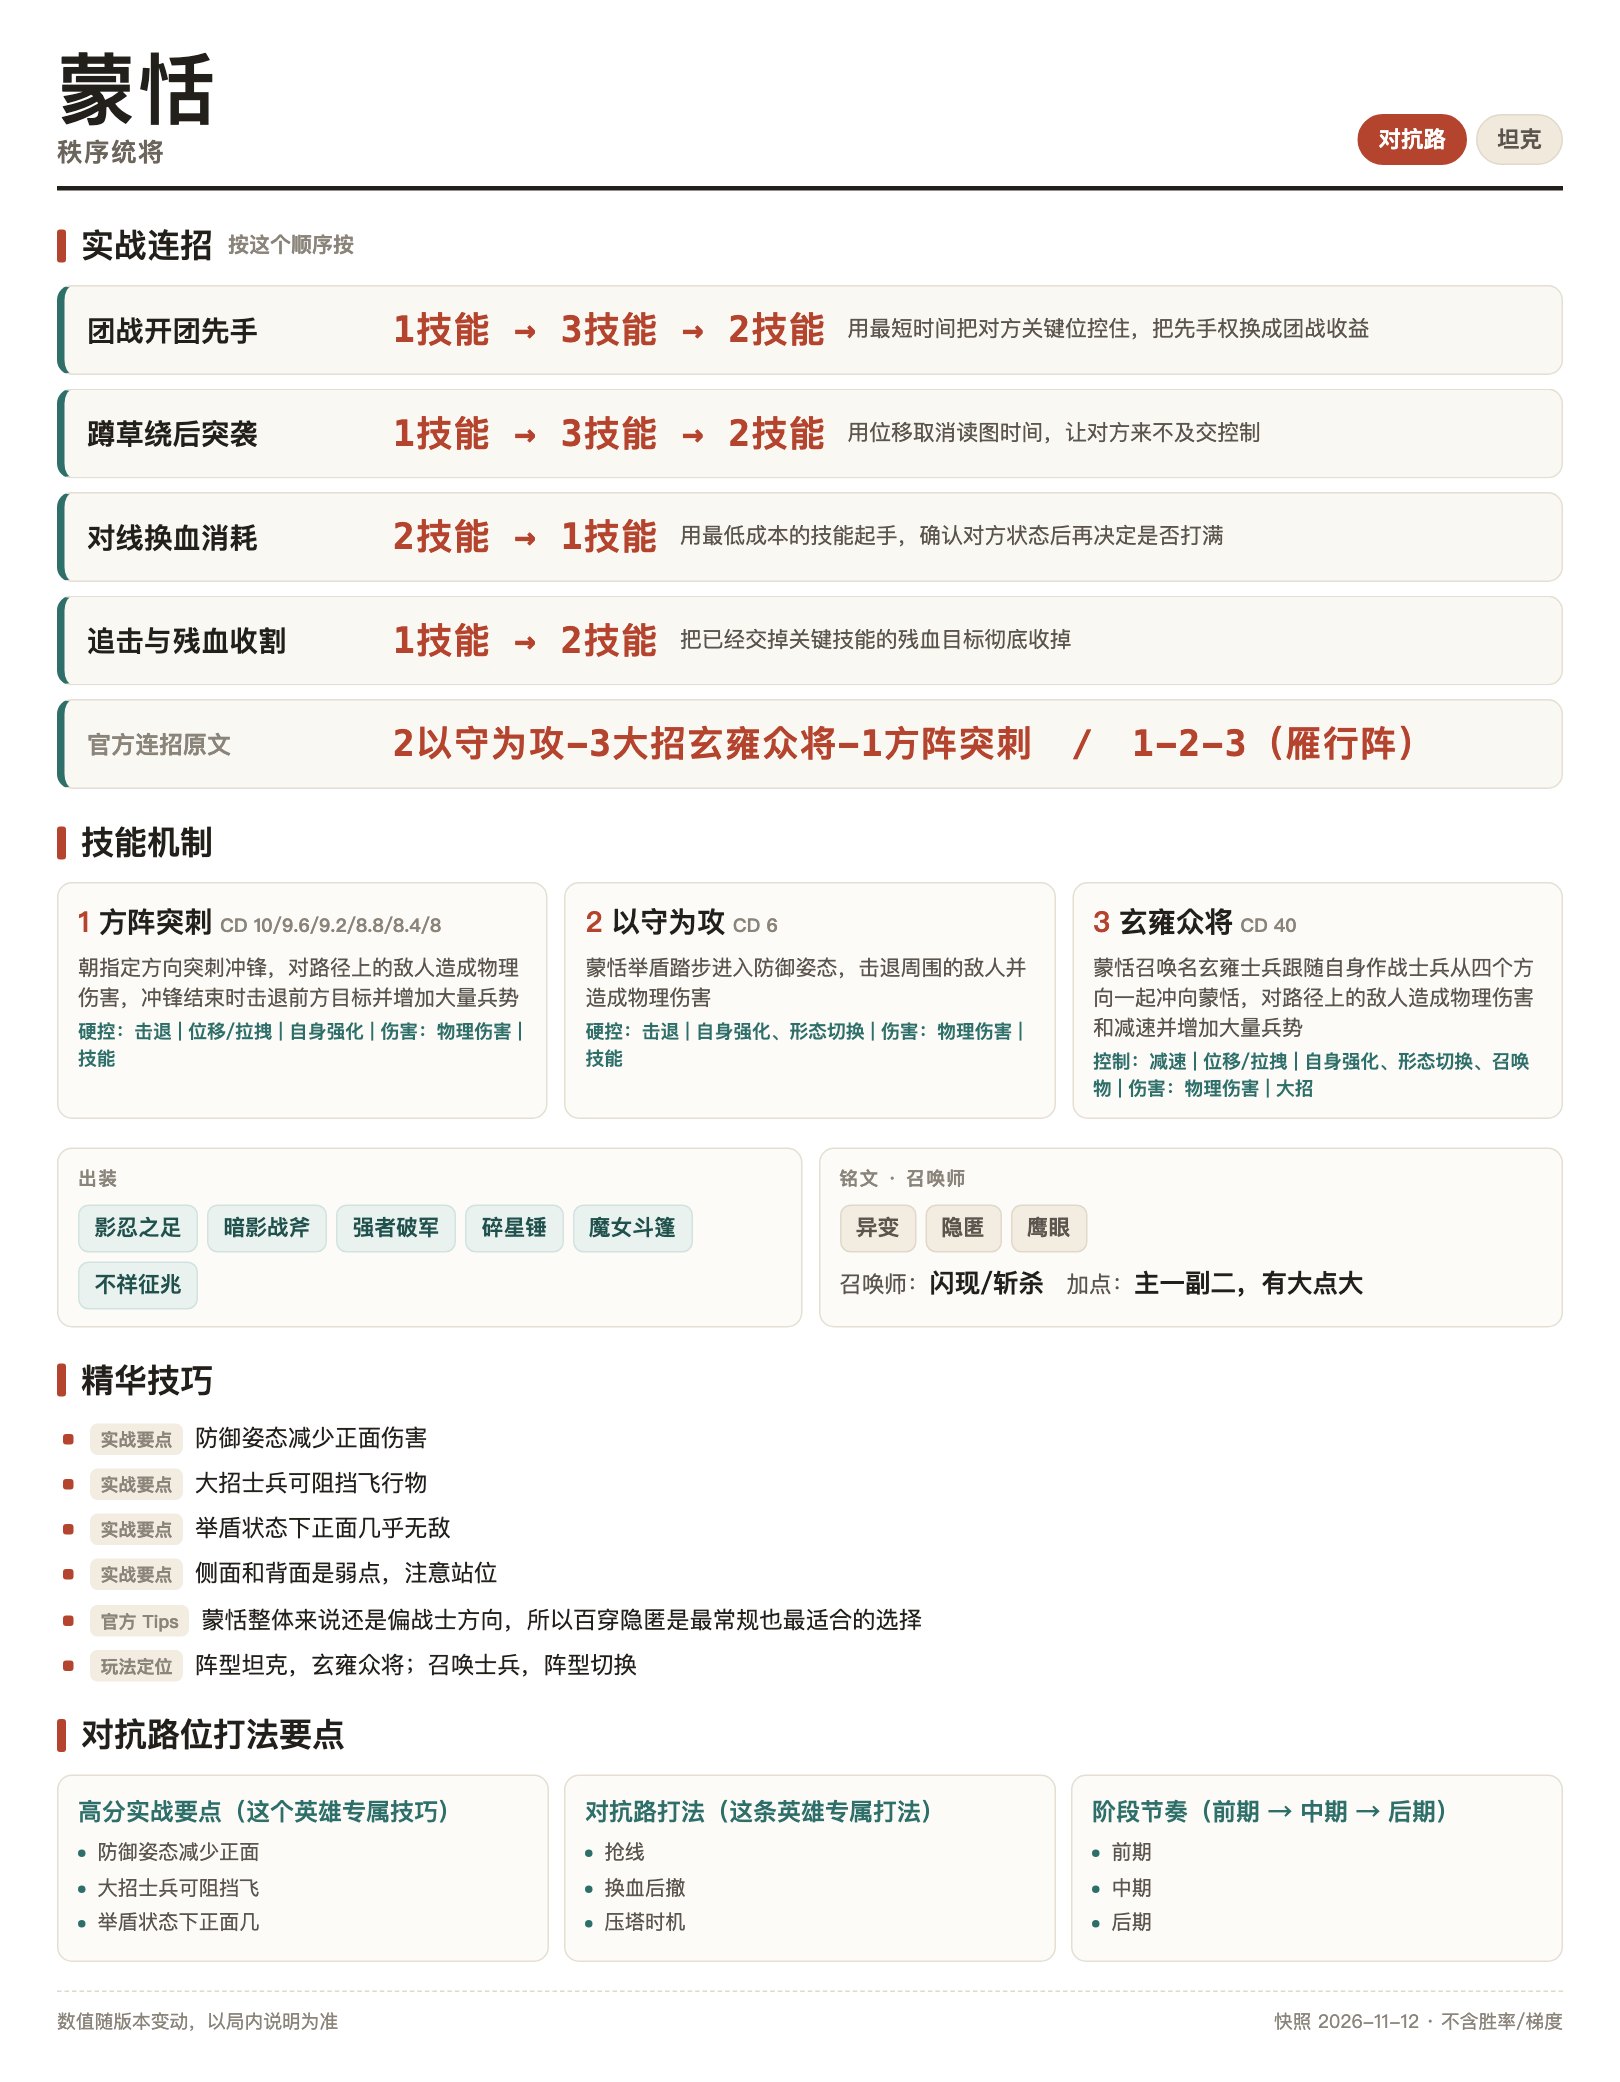 蒙恬
秩序统将
对抗路 坦克
实战连招 按这个顺序按
团战开团先手 1技能 → 3技能 → 2技能 用最短时间把对方关键位控住，把先手权换成团战收益
蹲草绕后突袭 1技能 → 3技能 → 2技能 用位移取消读图时间，让对方来不及交控制
对线换血消耗 2技能 → 1技能 用最低成本的技能起手，确认对方状态后再决定是否打满
追击与残血收割 1技能 → 2技能 把已经交掉关键技能的残血目标彻底收掉
官方连招原文 2以守为攻-3大招玄雍众将-1方阵突刺 / 1-2-3（雁行阵）
技能机制
1 方阵突刺 CD 10/9.6/9.2/8.8/8.4/8
朝指定方向突刺冲锋，对路径上的敌人造成物理
伤害，冲锋结束时击退前方目标并增加大量兵势
硬控：击退 | 位移/拉拽 | 自身强化 | 伤害：物理伤害 |
技能
2 以守为攻 CD 6
蒙恬举盾踏步进入防御姿态，击退周围的敌人并
造成物理伤害
硬控：击退 | 自身强化、形态切换 | 伤害：物理伤害 |
技能
3 玄雍众将 CD 40
蒙恬召唤名玄雍士兵跟随自身作战士兵从四个方
向一起冲向蒙恬，对路径上的敌人造成物理伤害
和减速并增加大量兵势
控制：减速 | 位移/拉拽 | 自身强化、形态切换、召唤
物 | 伤害：物理伤害 | 大招
出装
影忍之足 暗影战斧 强者破军 碎星锤 魔女斗篷
不祥征兆
铭文 · 召唤师
异变 隐匿 鹰眼
召唤师：闪现/斩杀 加点：主一副二，有大点大
精华技巧
实战要点 防御姿态减少正面伤害
实战要点 大招士兵可阻挡飞行物
实战要点 举盾状态下正面几乎无敌
实战要点 侧面和背面是弱点，注意站位
官方 Tips 蒙恬整体来说还是偏战士方向，所以百穿隐匿是最常规也最适合的选择
玩法定位 阵型坦克，玄雍众将；召唤士兵，阵型切换
对抗路位打法要点
高分实战要点（这个英雄专属技巧）
防御姿态减少正面
大招士兵可阻挡飞
举盾状态下正面几
对抗路打法（这条英雄专属打法）
抢线
换血后撤
压塔时机
阶段节奏（前期 → 中期 → 后期）
前期
中期
后期
数值随版本变动，以局内说明为准
快照 2026-11-12 · 不含胜率/梯度